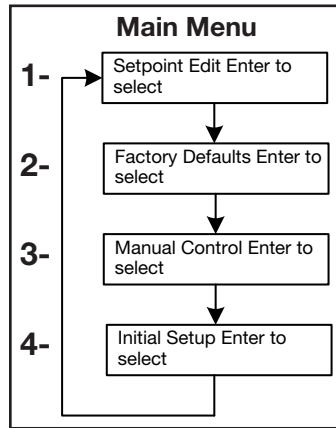 Main Menu
1-
Setpoint Edit Enter to
select
2-
Factory Defaults Enter to
select
3-
Manual Control Enter to
select
4-
Initial Setup Enter to
select